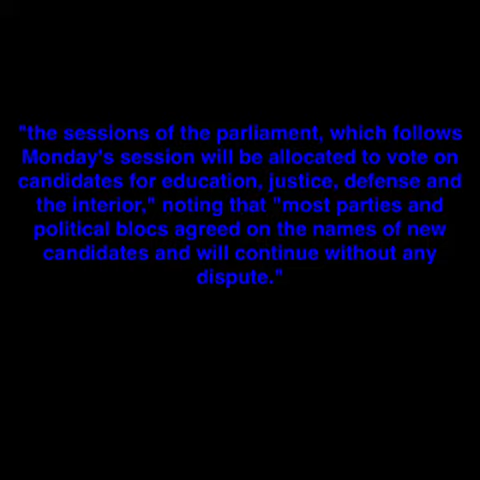 "the sessions of the parliament, which follows
Monday's session will be allocated to vote on
candidates for education, justice, defense and
the interior," noting that "most parties and
political blocs agreed on the names of new
candidates and will continue without any
dispute."